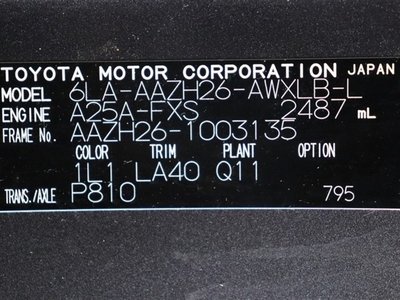 TOYOTA MOTOR CORPORATION JAPAN
MODEL 6LA-AAZH26-AWXLB-L
ENGINE A25A-FXS 2487 mL
FRAME No. AAZH26-1003135
COLOR TRIM PLANT OPTION
1L1 LA40 Q11
TRANS./AXLE P810 795